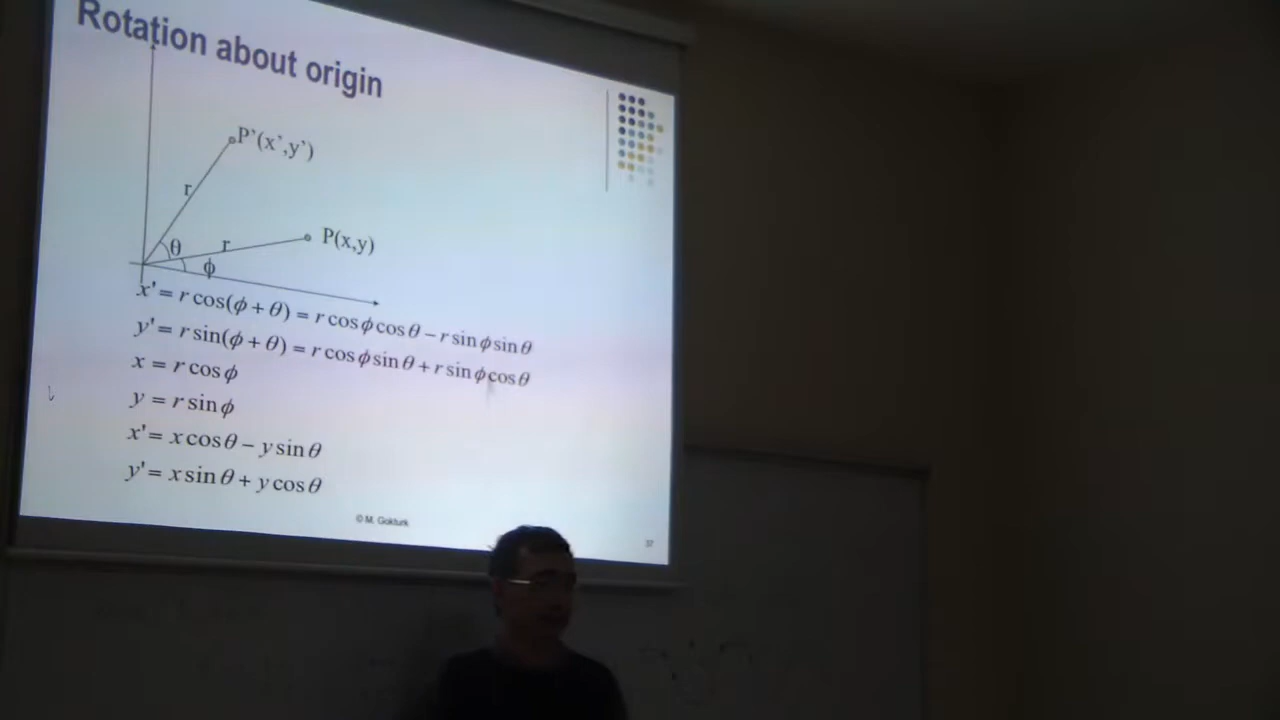 Rotation about origin
P'(x',y')
r
θ
r
P(x,y)
ϕ
x'= r cos(ϕ + θ) = r cos ϕ cos θ − r sin ϕ sin θ
y'= r sin(ϕ + θ) = r cos ϕ sin θ + r sin ϕ cos θ
x = r cos ϕ
y = r sin ϕ
x'= x cos θ − y sin θ
y'= x sin θ + y cos θ
© M. Gokturk
37